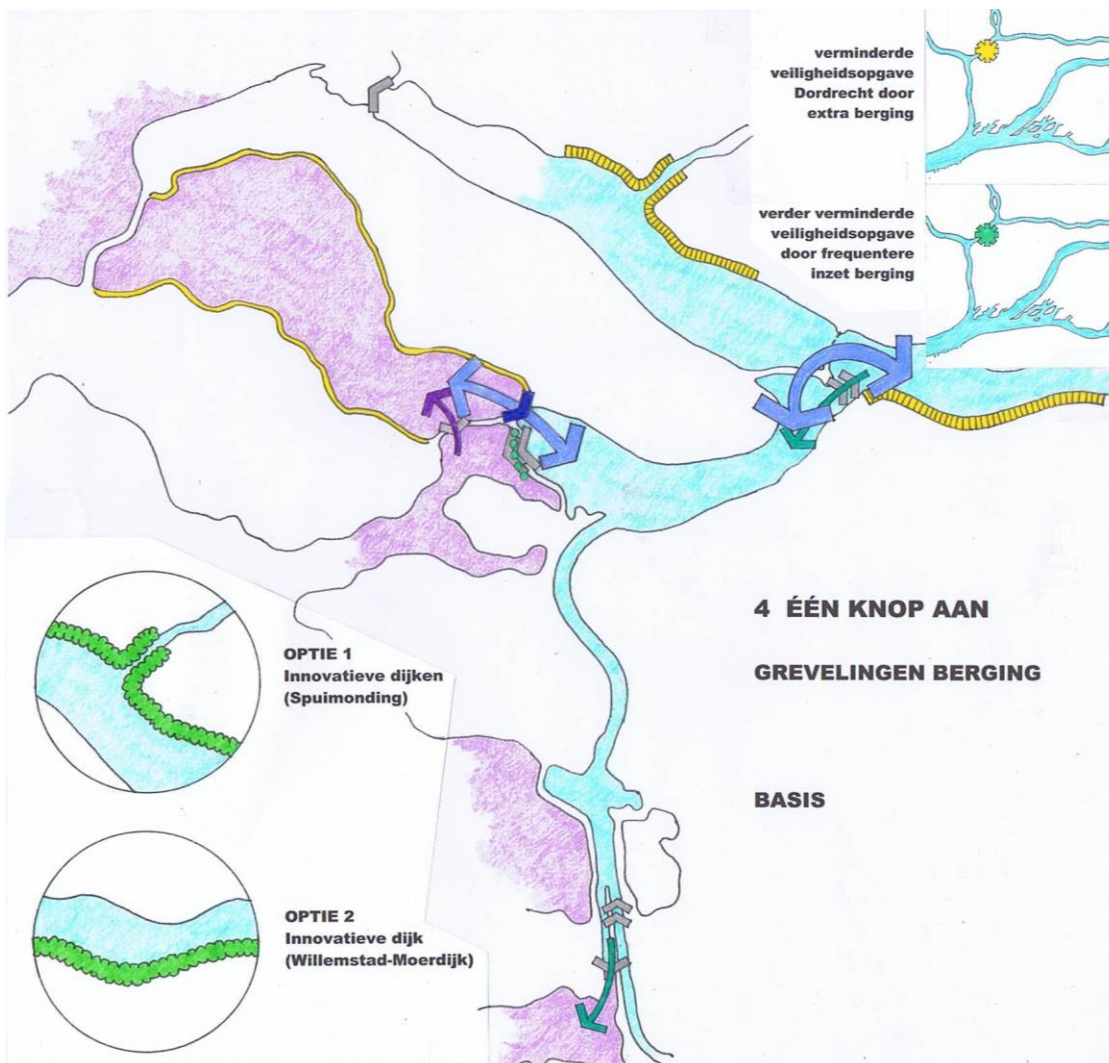 verminderde
veiligheidsopgave
Dordrecht door
extra berging
verder verminderde
veiligheidsopgave
door frequentere
inzet berging
4 ÉÉN KNOP AAN
GREVELINGEN BERGING
BASIS
OPTIE 1
Innovatieve dijken
(Spuimonding)
OPTIE 2
Innovatieve dijk
(Willemstad-Moerdijk)